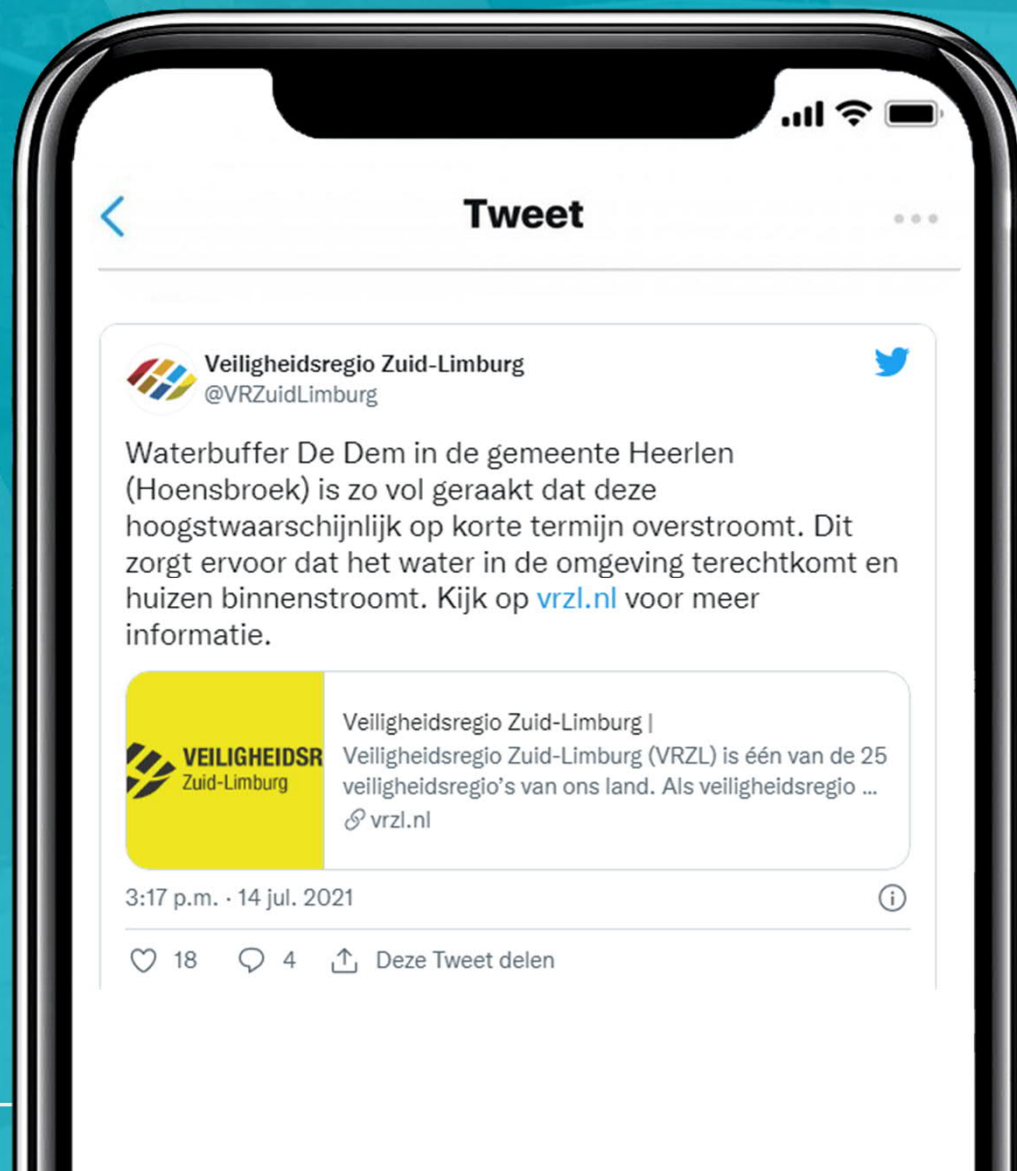 Tweet
Veiligheidsregio Zuid-Limburg
@VRZuidLimburg
Waterbuffer De Dem in de gemeente Heerlen
(Hoensbroek) is zo vol geraakt dat deze
hoogstwaarschijnlijk op korte termijn overstroomt. Dit
zorgt ervoor dat het water in de omgeving terechtkomt en
huizen binnenstroomt. Kijk op vrzl.nl voor meer
informatie.
VEILIGHEIDSR
Zuid-Limburg
Veiligheidsregio Zuid-Limburg |
Veiligheidsregio Zuid-Limburg (VRZL) is één van de 25
veiligheidsregio's van ons land. Als veiligheidsregio ...
vrzl.nl
3:17 p.m. · 14 jul. 2021
18 4 Deze Tweet delen